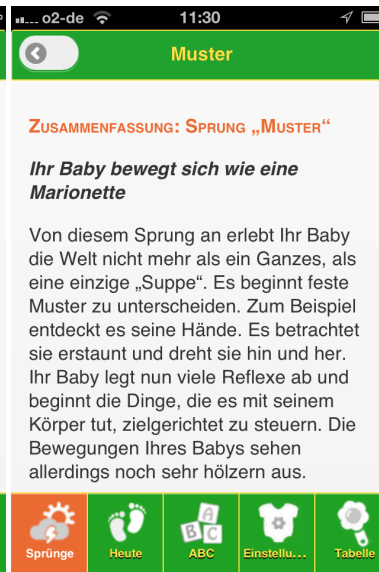 o2-de 11:30
Muster
Zusammenfassung: Sprung „Muster“
Ihr Baby bewegt sich wie eine
Marionette
Von diesem Sprung an erlebt Ihr Baby
die Welt nicht mehr als ein Ganzes, als
eine einzige „Suppe“. Es beginnt feste
Muster zu unterscheiden. Zum Beispiel
entdeckt es seine Hände. Es betrachtet
sie erstaunt und dreht sie hin und her.
Ihr Baby legt nun viele Reflexe ab und
beginnt die Dinge, die es mit seinem
Körper tut, zielgerichtet zu steuern. Die
Bewegungen Ihres Babys sehen
allerdings noch sehr hölzern aus.
A B C
Sprünge Heute ABC Einstellu... Tabelle